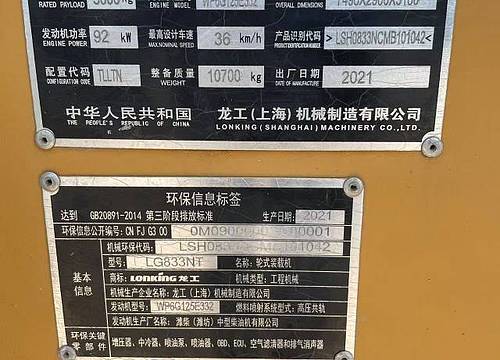 RATED PAYLOAD kg ENGINE MODEL WP6G125E332 OVERALL DIMENSIONS
发动机功率 92 kW 最高设计车速 36 km/h 产品识别代码 >LSH0833NCMB101042<
ENGINE POWER MAX.NOMINAL SPEED PRODUCT IDENTIFICATION NUMBER
配置代码 TLLTN 整备质量 10700 kg 出厂日期 2021
CONFIGURATION CODE DATE OF MANUFACTURE
中华人民共和国 龙工(上海)机械制造有限公司
THE PEOPLE'S REPUBLIC OF CHINA LONKING (SHANGHAI) MACHINERY CO.,LTD.
环保信息标签
达到 GB20891-2014 第三阶段排放标准 生产日期: 2021
环保信息公开编号: CN FJ G3 00
机械环保代码:
基本信息
型号: LG833NT 名称: 轮式装载机
商标: LONKING 龙工 机械类型: 工程机械
机械生产企业名称: 龙工(上海)机械制造有限公司
发动机型号: WP6G125E332 燃料喷射系统型式: 高压共轨
发动机生产厂名称: 潍柴(潍坊)中型柴油机有限公司
环保关键零部件
增压器、中冷器、喷油泵、喷油器、OBD、ECU、空气滤清器和排气消声器